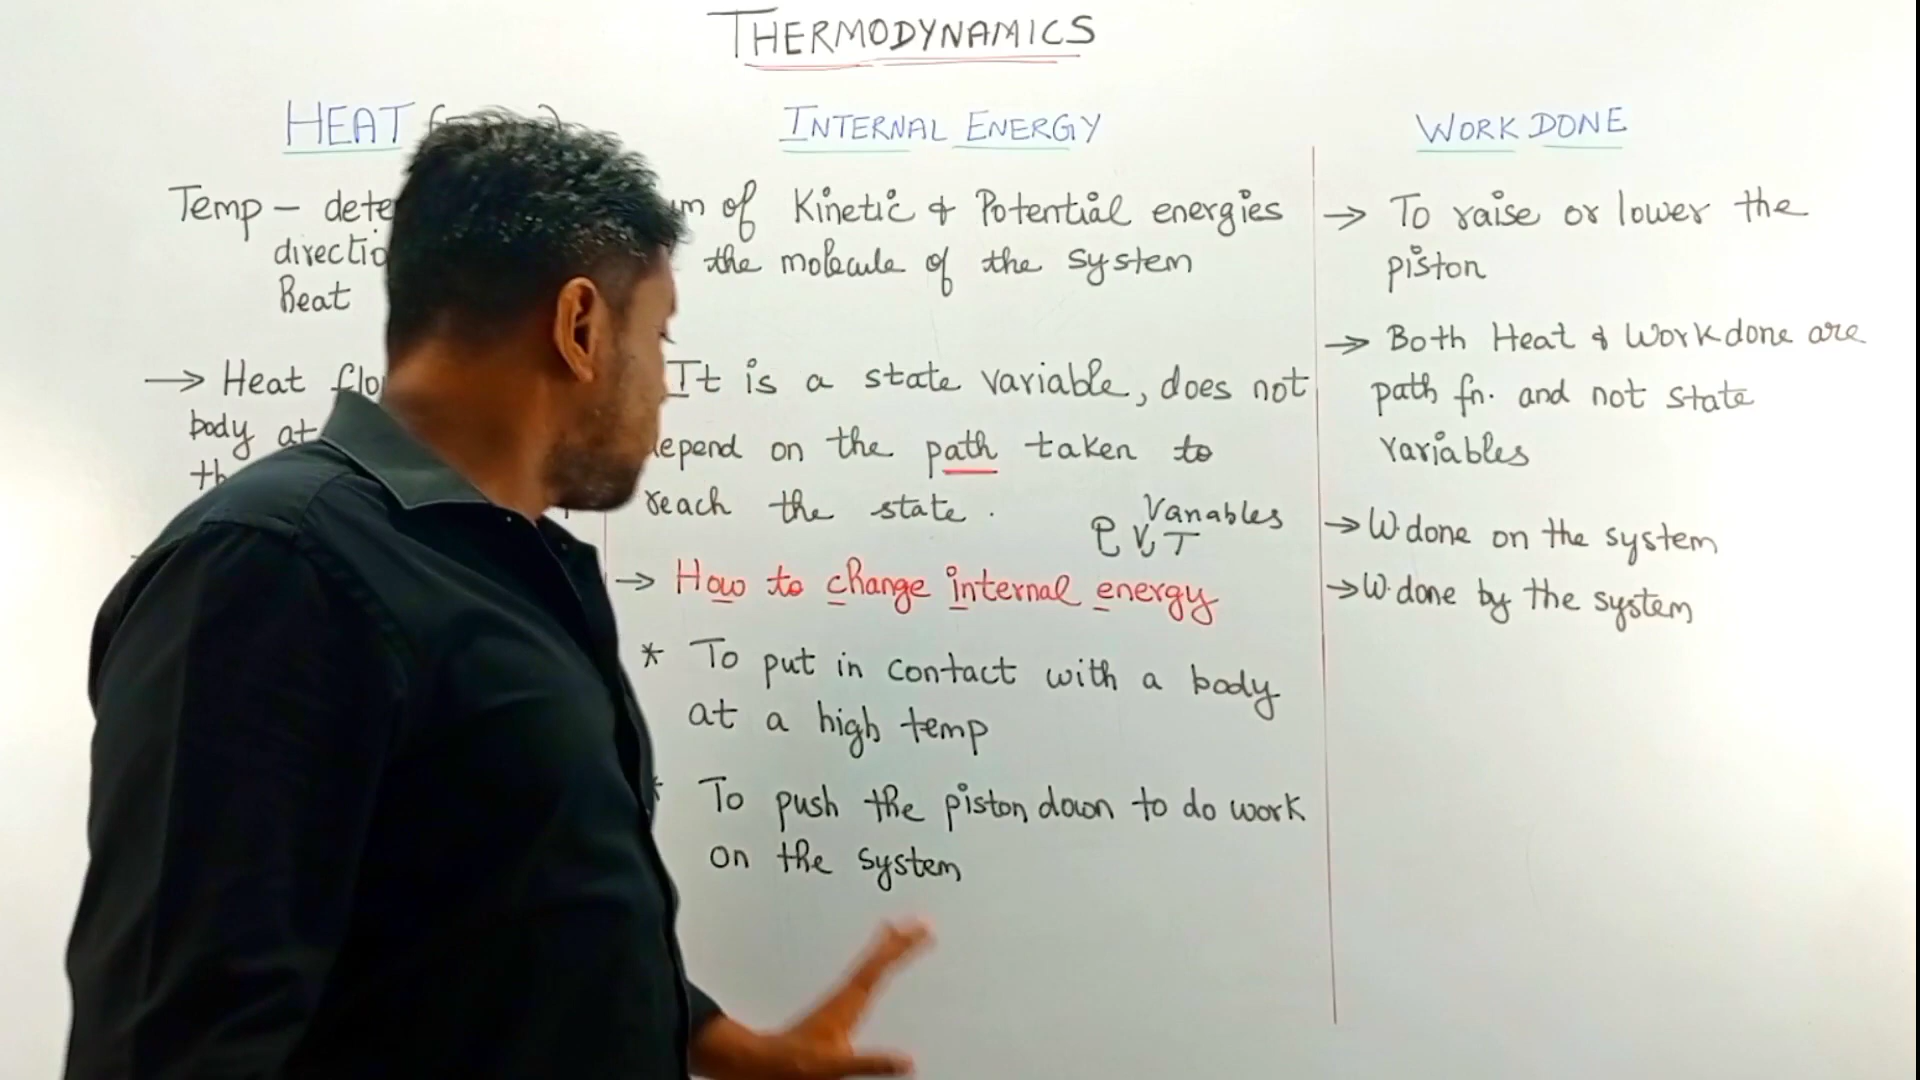 THERMODYNAMICS
HEAT
Temp –
Heat
→ Heat
body at
INTERNAL ENERGY
of Kinetic & Potential energies
the molecule of the system
It is a state variable, does not
on the path taken to
reach the state.
Variables
P V T
→ How to change internal energy
* To put in contact with a body
at a high temp
* To push the piston down to do work
on the system
WORK DONE
→ To raise or lower the
piston
→ Both Heat & Workdone are
path fn. and not state
variables
→ W.done on the system
→ W.done by the system